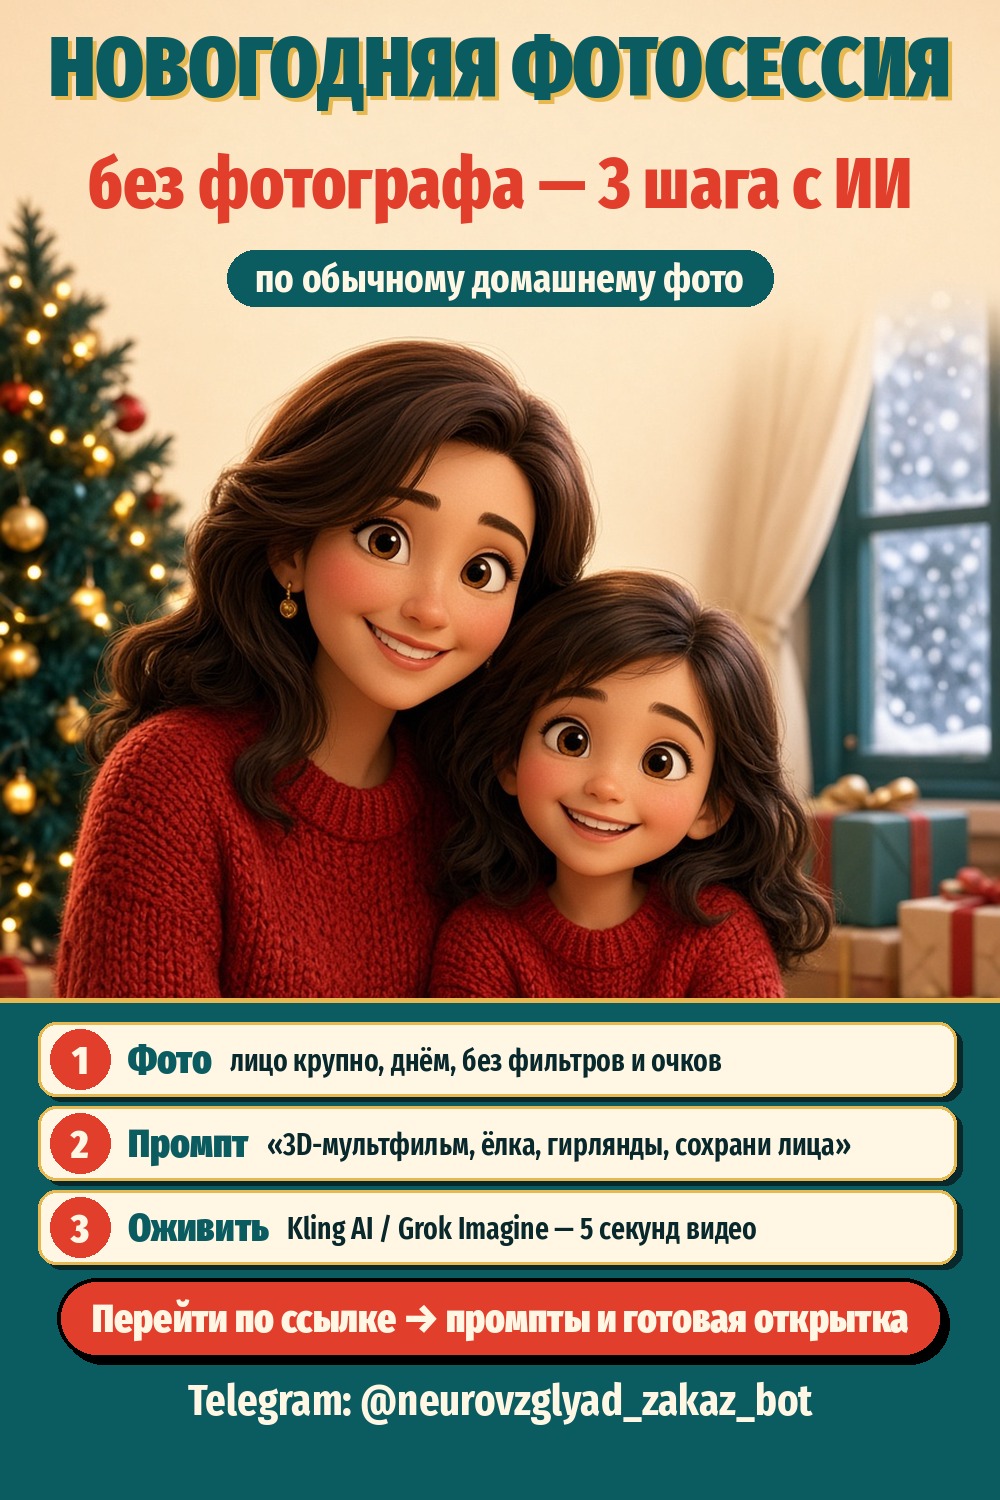 НОВОГОДНЯЯ ФОТОСЕССИЯ
без фотографа — 3 шага с ИИ
по обычному домашнему фото
1 Фото лицо крупно, днём, без фильтров и очков
2 Промпт «3D-мультфильм, ёлка, гирлянды, сохрани лица»
3 Оживить Kling AI / Grok Imagine — 5 секунд видео
Перейти по ссылке → промпты и готовая открытка
Telegram: @neurovzglyad_zakaz_bot